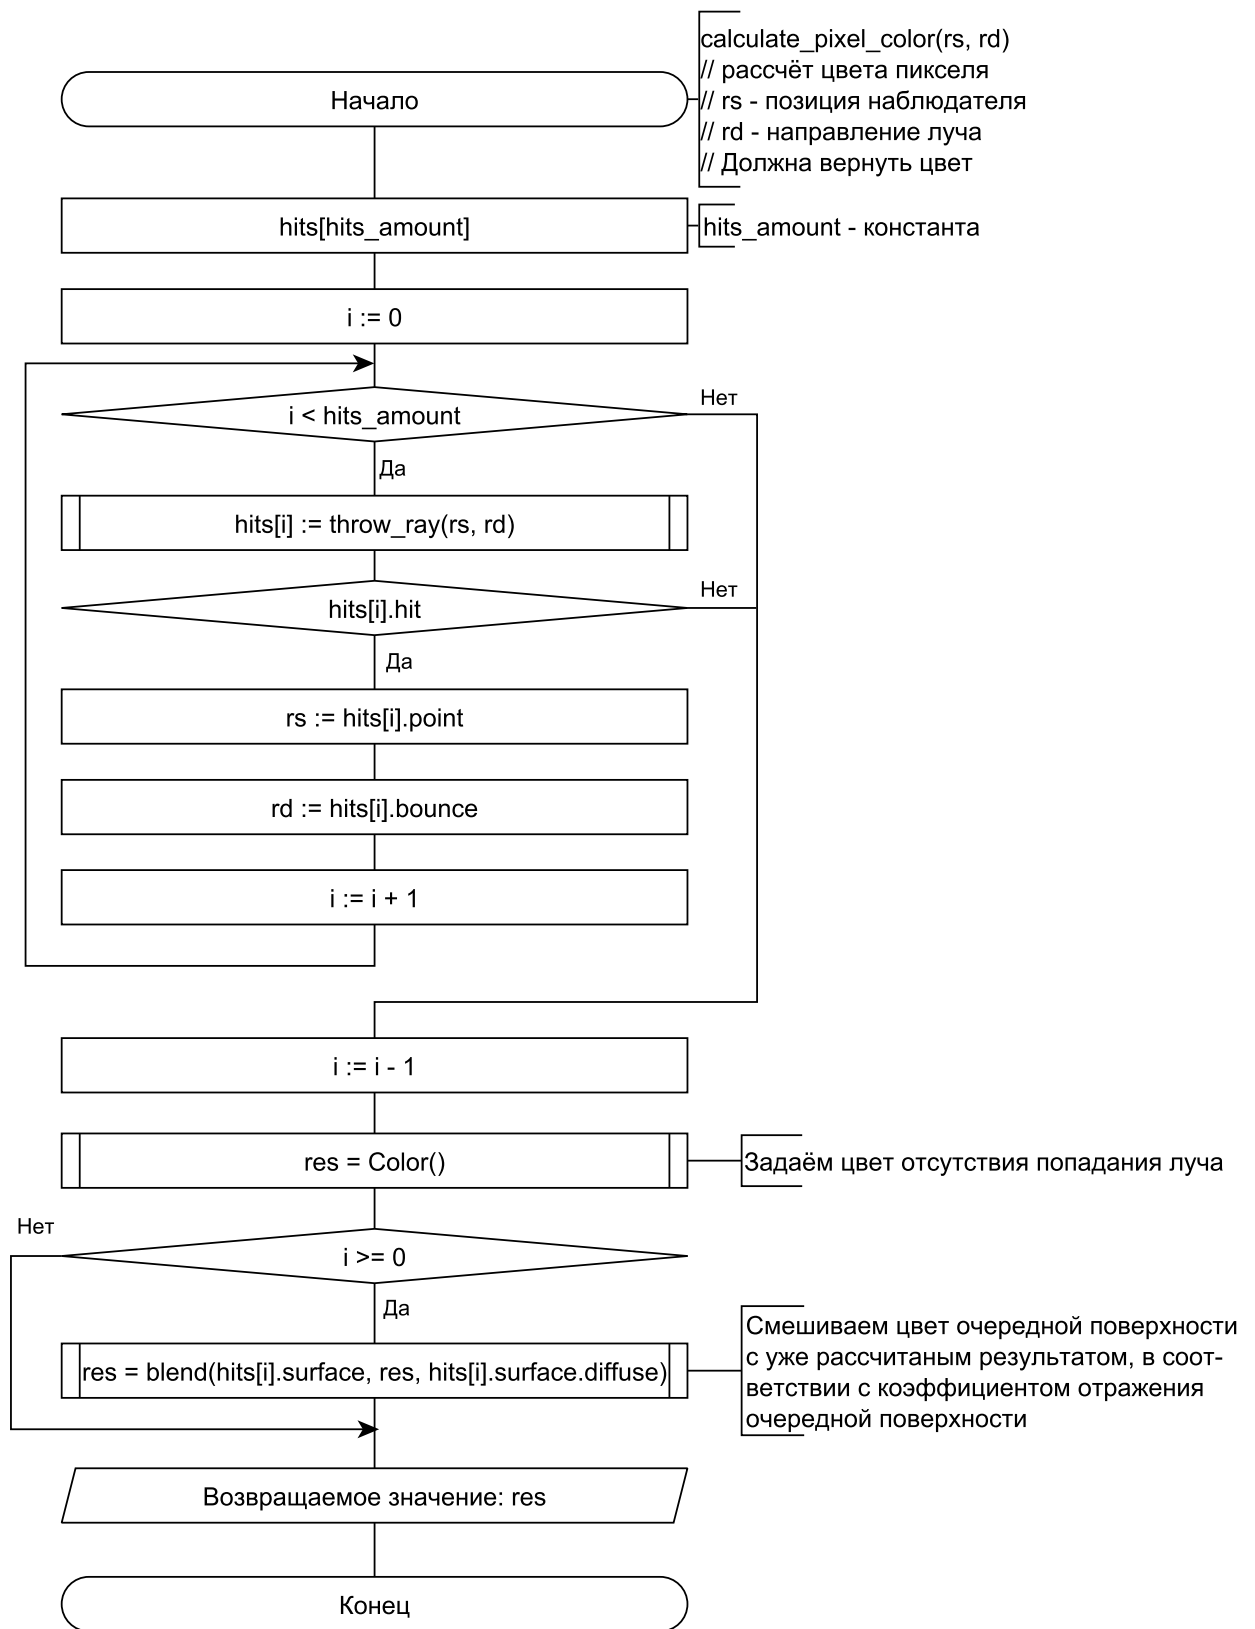 calculate_pixel_color(rs, rd)
// рассчёт цвета пикселя
// rs - позиция наблюдателя
// rd - направление луча
// Должна вернуть цвет
Начало
hits[hits_amount]
hits_amount - константа
i := 0
i < hits_amount
Нет
Да
hits[i] := throw_ray(rs, rd)
hits[i].hit
Нет
Да
rs := hits[i].point
rd := hits[i].bounce
i := i + 1
i := i - 1
res = Color()
Задаём цвет отсутствия попадания луча
Нет
i >= 0
Да
res = blend(hits[i].surface, res, hits[i].surface.diffuse)
Смешиваем цвет очередной поверхности
с уже рассчитаным результатом, в соот-
ветствии с коэффициентом отражения
очередной поверхности
Возвращаемое значение: res
Конец